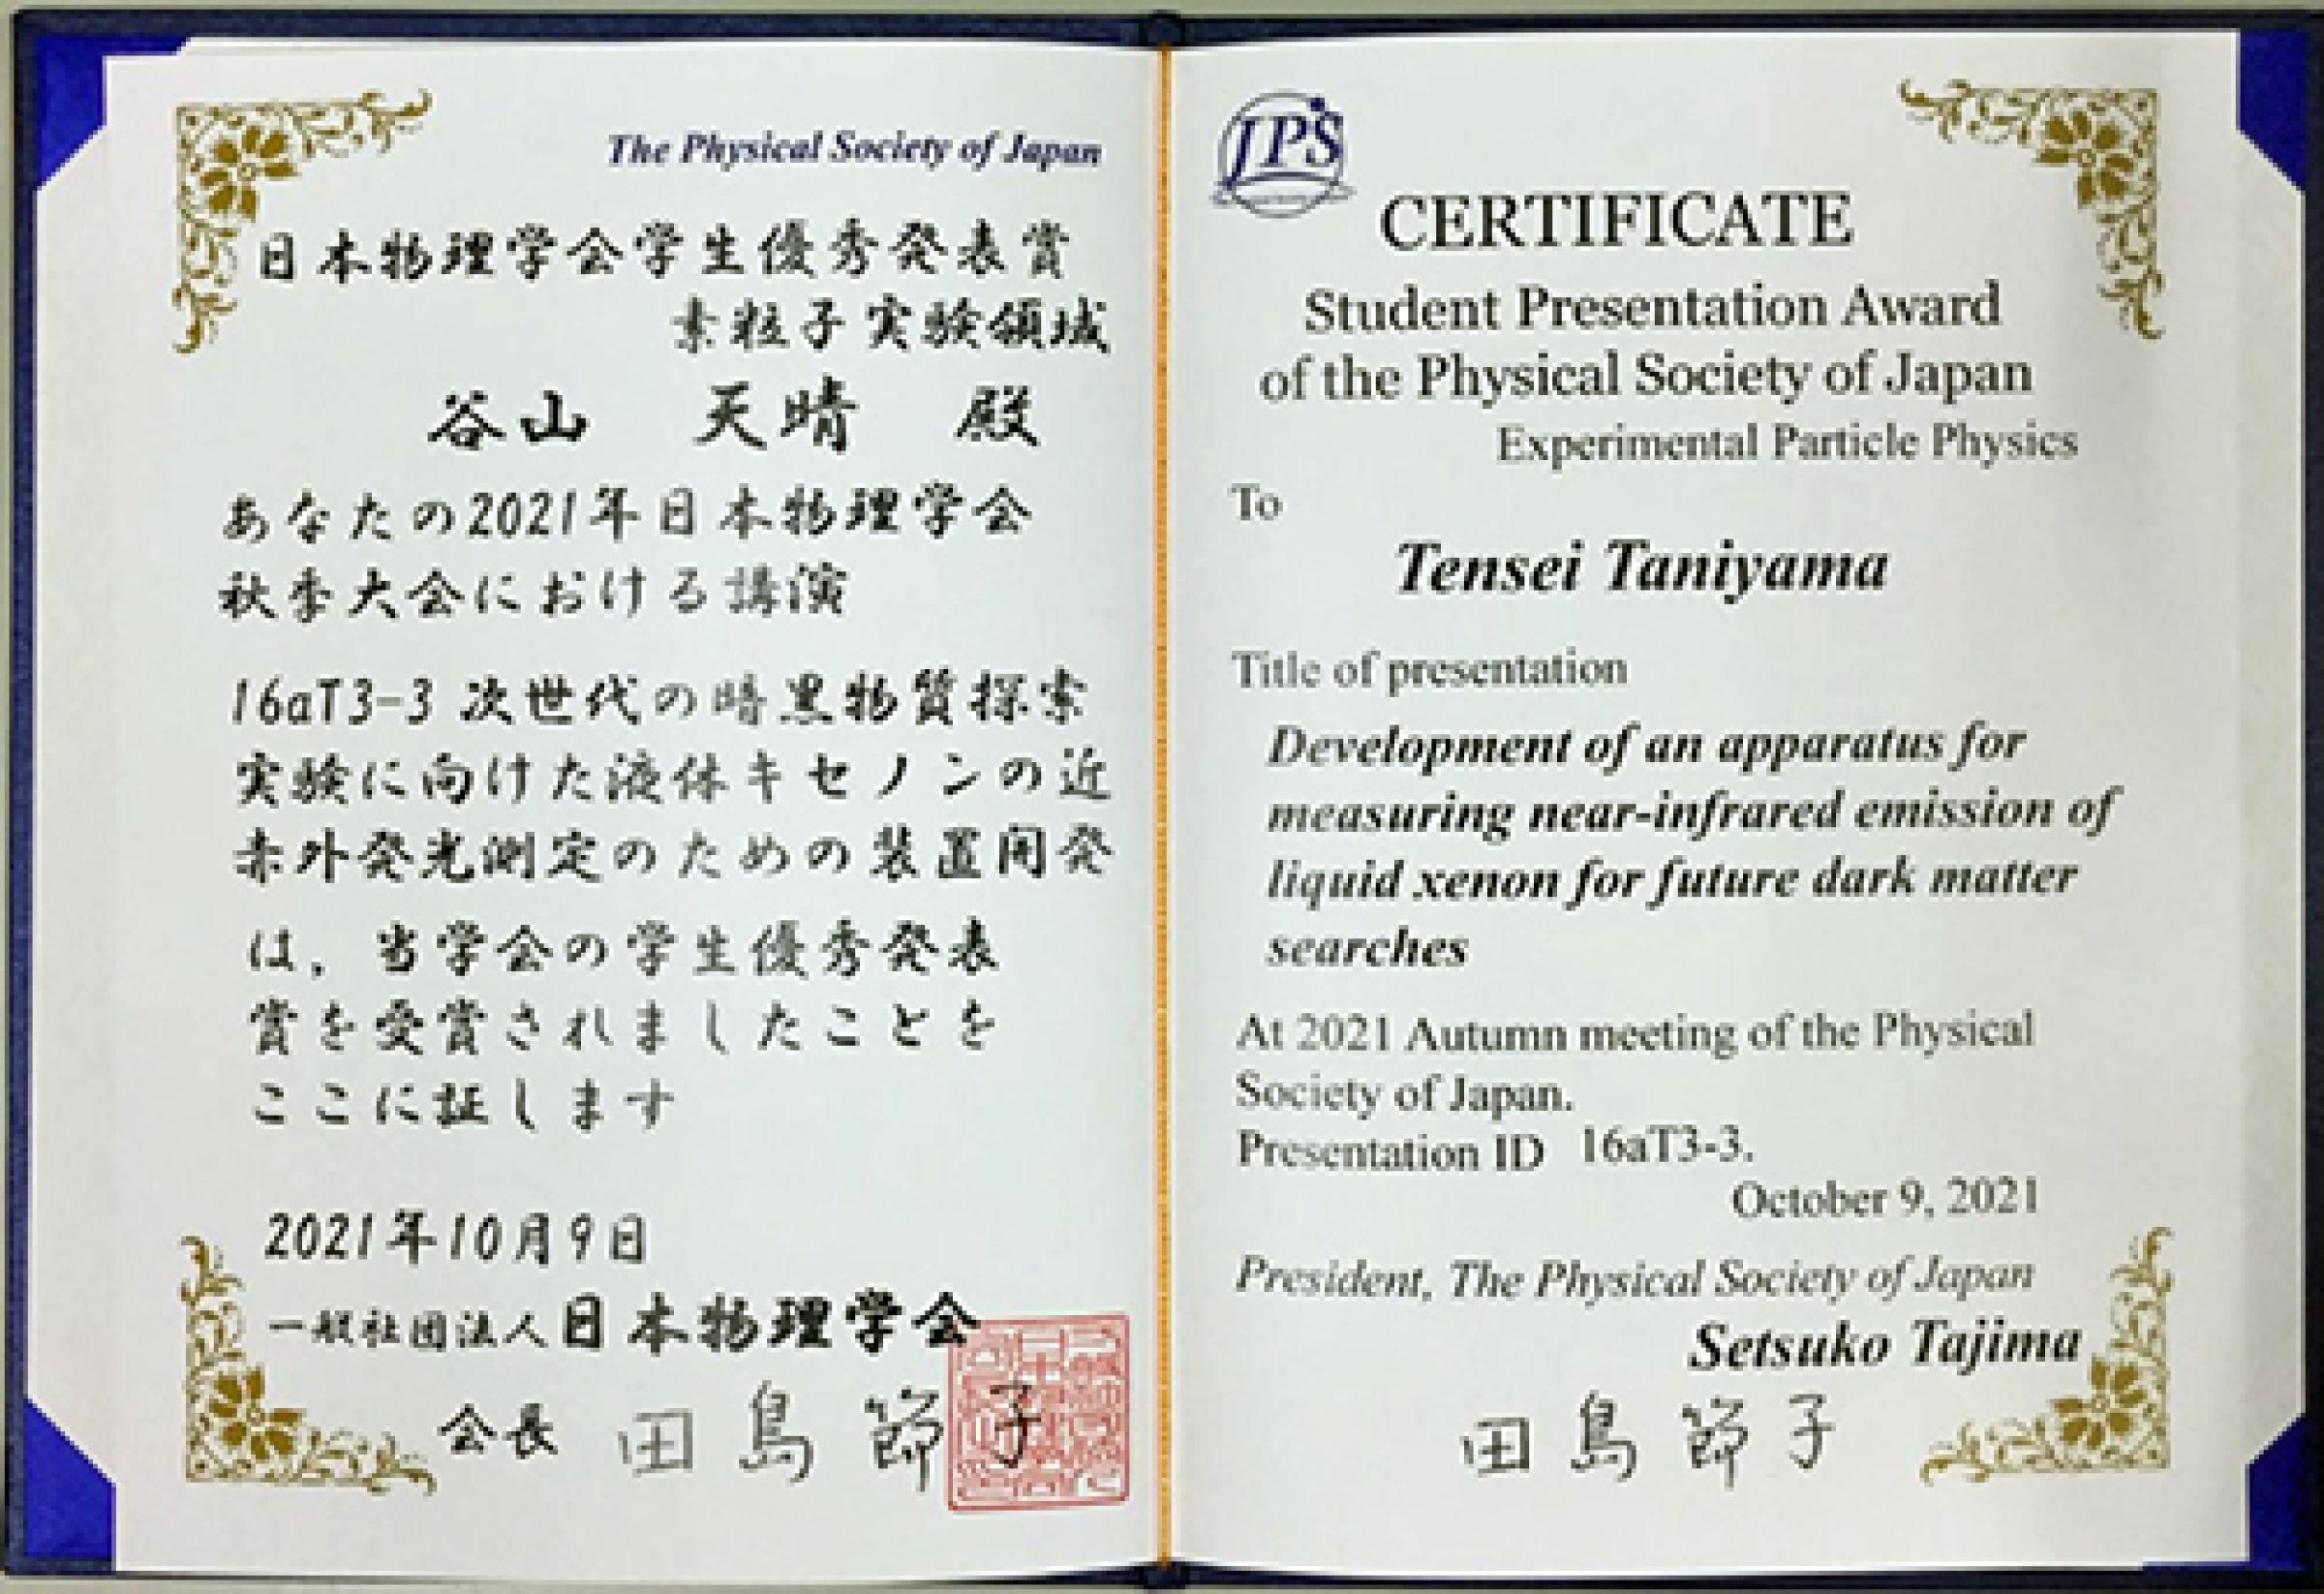 The Physical Society of Japan
日本物理学会学生優秀発表賞
素粒子実験領域
谷山 天晴 殿
あなたの2021年日本物理学会
秋季大会における講演
16aT3-3 次世代の暗黒物質探索
実験に向けた液体キセノンの近
赤外発光測定のための装置開発
は，当学会の学生優秀発表
賞を受賞されましたことを
ここに証します
2021年10月9日
一般社団法人日本物理学会
会長 田島節子
JPS
CERTIFICATE
Student Presentation Award
of the Physical Society of Japan
Experimental Particle Physics
To
Tensei Taniyama
Title of presentation
Development of an apparatus for
measuring near-infrared emission of
liquid xenon for future dark matter
searches
At 2021 Autumn meeting of the Physical
Society of Japan.
Presentation ID 16aT3-3.
October 9, 2021
President, The Physical Society of Japan
Setsuko Tajima
田島節子